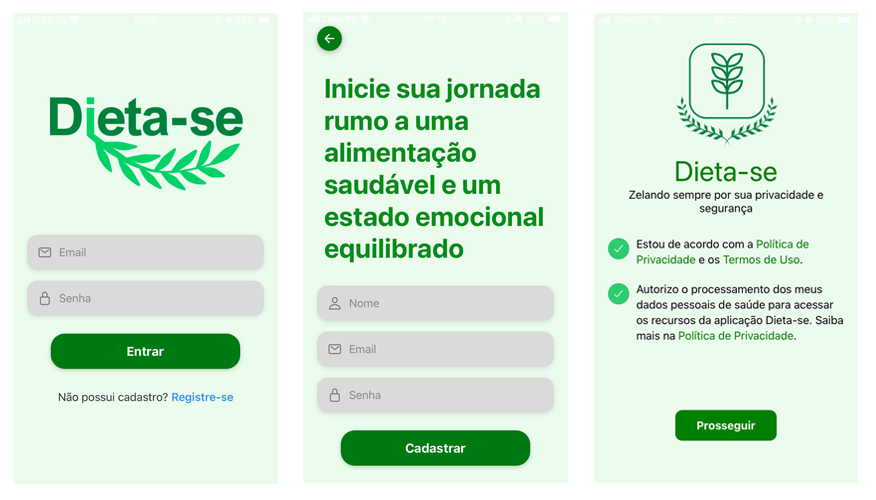 Dieta-se
Email
Senha
Entrar
Não possui cadastro? Registre-se
Inicie sua jornada
rumo a uma
alimentação
saudável e um
estado emocional
equilibrado
Nome
Email
Senha
Cadastrar
Dieta-se
Zelando sempre por sua privacidade e
segurança
Estou de acordo com a Política de
Privacidade e os Termos de Uso.
Autorizo o processamento dos meus
dados pessoais de saúde para acessar
os recursos da aplicação Dieta-se. Saiba
mais na Política de Privacidade.
Prosseguir